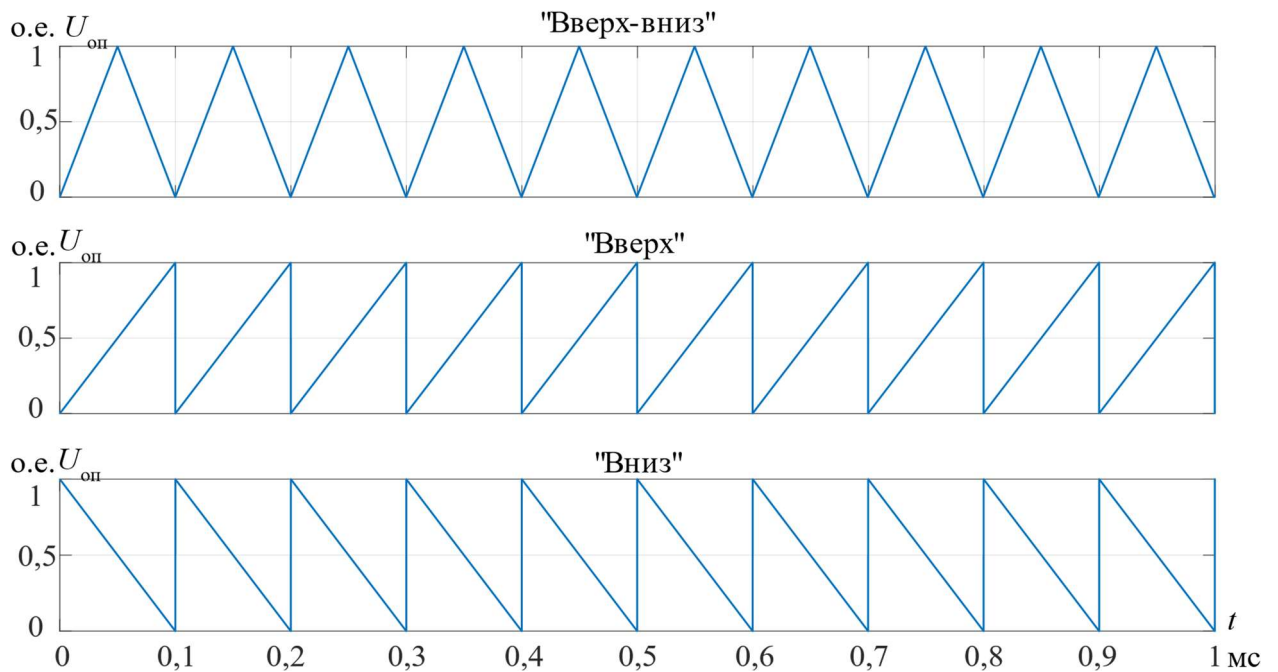 "Вверх-вниз"
о.е. Uоп
1
0,5
0
"Вверх"
о.е. Uоп
1
0,5
0
"Вниз"
о.е. Uоп
1
0,5
0
t
0 0,1 0,2 0,3 0,4 0,5 0,6 0,7 0,8 0,9 1 мс